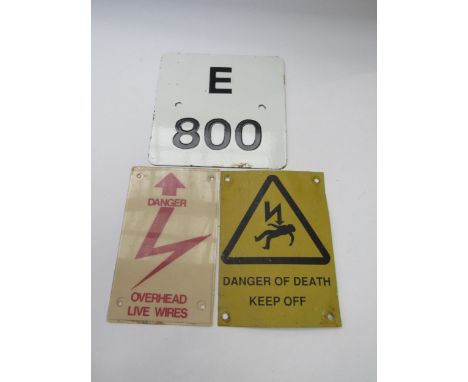 E
800
DANGER
OVERHEAD
LIVE WIRES
DANGER OF DEATH
KEEP OFF